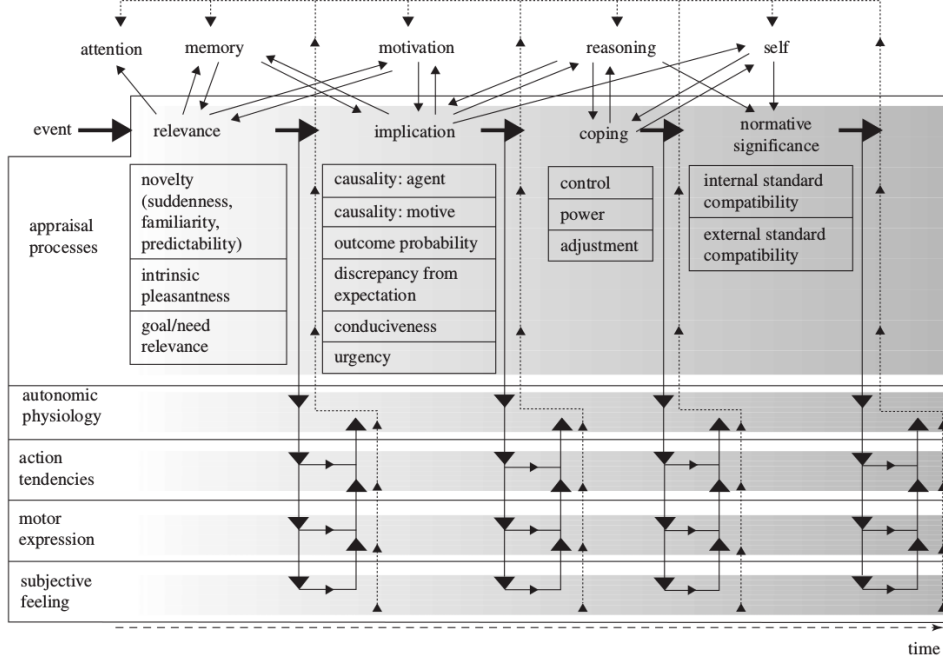 attention
memory
motivation
reasoning
self
event
relevance
implication
coping
normative
significance
appraisal
processes
novelty
(suddenness,
familiarity,
predictability)
intrinsic
pleasantness
goal/need
relevance
causality: agent
causality: motive
outcome probability
discrepancy from
expectation
conduciveness
urgency
control
power
adjustment
internal standard
compatibility
external standard
compatibility
autonomic
physiology
action
tendencies
motor
expression
subjective
feeling
time